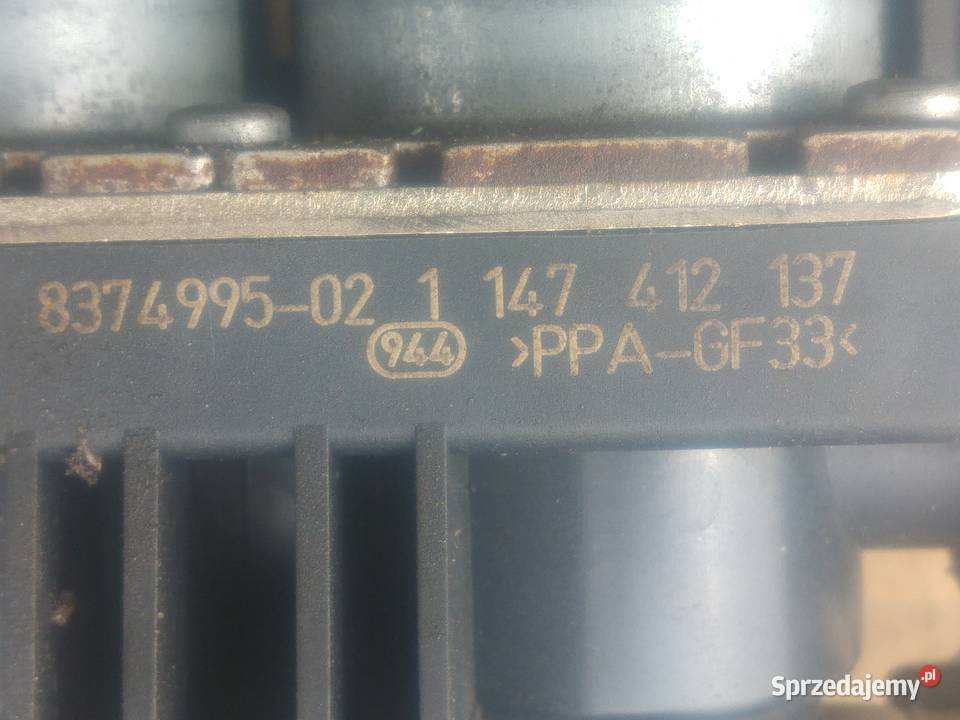 8374995-02 1 147 412 137
944 >PPA-GF33<
Sprzedajemy.pl